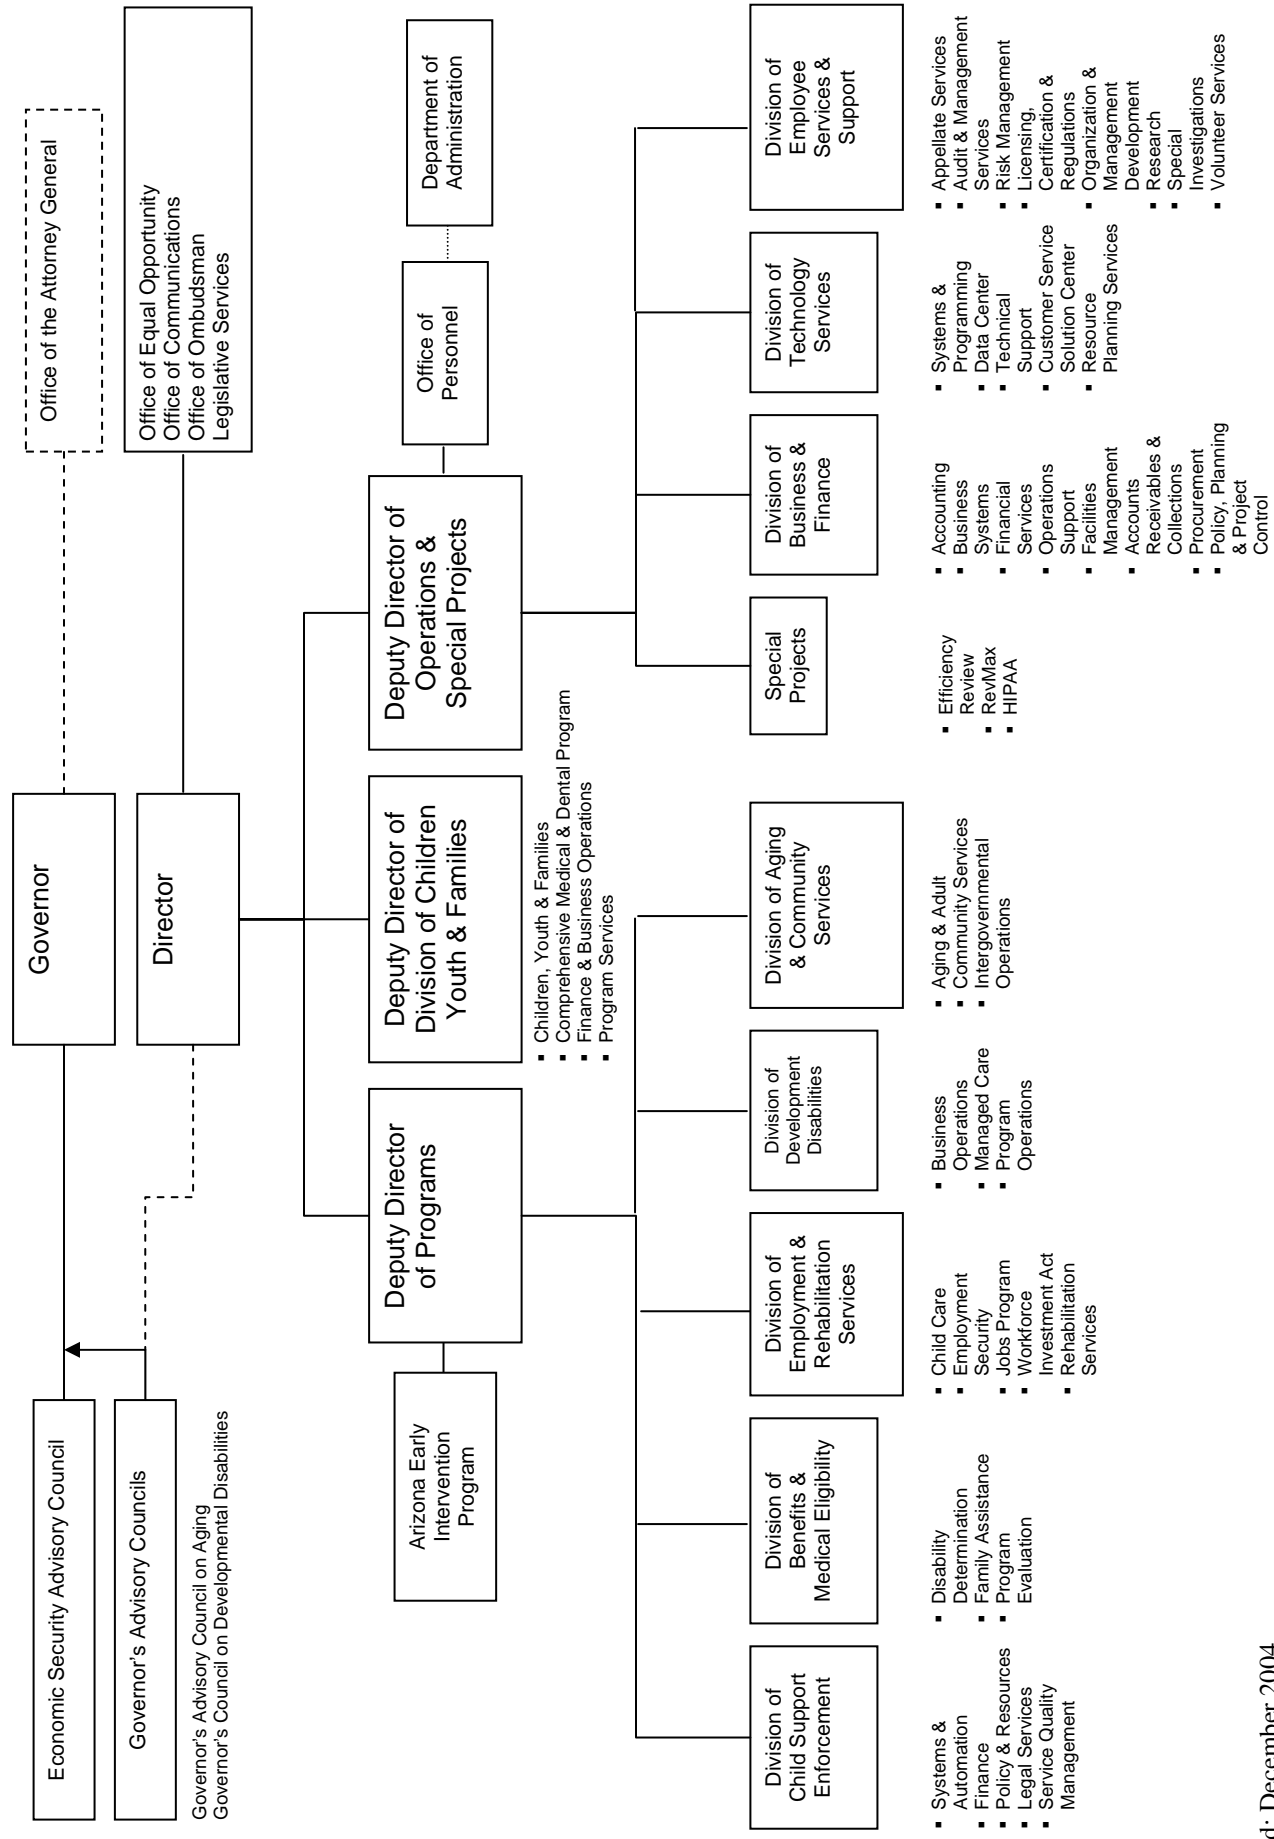 Governor
Office of the Attorney General
Economic Security Advisory Council
Governor's Advisory Councils
Governor's Advisory Council on Aging
Governor's Council on Developmental Disabilities
Director
Office of Equal Opportunity
Office of Communications
Office of Ombudsman
Legislative Services
Arizona Early
Intervention
Program
Deputy Director
of Programs
Deputy Director of
Division of Children
Youth & Families
▪ Children, Youth & Families
▪ Comprehensive Medical & Dental Program
▪ Finance & Business Operations
▪ Program Services
Deputy Director of
Operations &
Special Projects
Office of
Personnel
Department of
Administration
Division of
Child Support
Enforcement
▪ Systems &
Automation
▪ Finance
▪ Policy & Resources
▪ Legal Services
▪ Service Quality
Management
Division of
Benefits &
Medical Eligibility
▪ Disability
Determination
▪ Family Assistance
▪ Program
Evaluation
Division of
Employment &
Rehabilitation
Services
▪ Child Care
▪ Employment
Security
▪ Jobs Program
▪ Workforce
Investment Act
▪ Rehabilitation
Services
Division of
Development
Disabilities
▪ Business
Operations
▪ Managed Care
▪ Program
Operations
Division of Aging
& Community
Services
▪ Aging & Adult
▪ Community Services
▪ Intergovernmental
Operations
Special
Projects
▪ Efficiency
Review
▪ RevMax
▪ HIPAA
Division of
Business &
Finance
▪ Accounting
▪ Business
Systems
▪ Financial
Services
▪ Operations
Support
▪ Facilities
Management
▪ Accounts
Receivables &
Collections
▪ Procurement
▪ Policy, Planning
& Project
Control
Division of
Technology
Services
▪ Systems &
Programming
▪ Data Center
▪ Technical
Support
▪ Customer Service
Solution Center
▪ Resource
Planning Services
Division of
Employee
Services &
Support
▪ Appellate Services
▪ Audit & Management
Services
▪ Risk Management
▪ Licensing,
Certification &
Regulations
▪ Organization &
Management
Development
▪ Research
▪ Special
Investigations
▪ Volunteer Services
d: December 2004